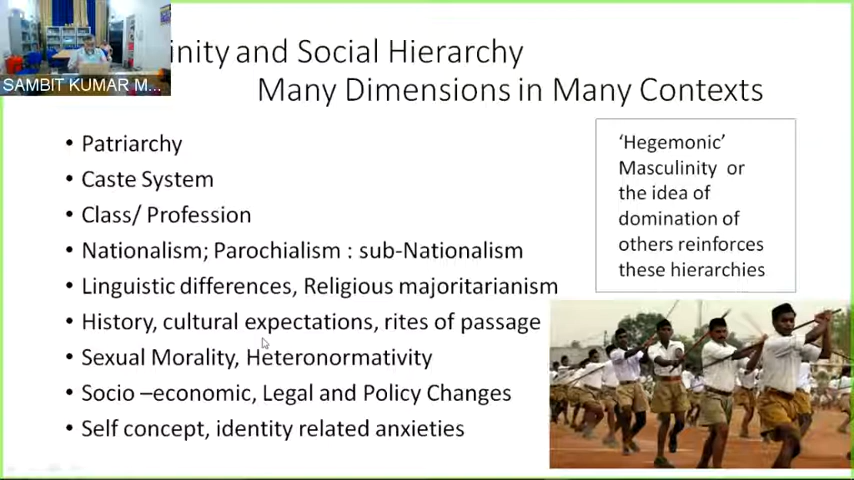 SAMBIT KUMAR M...
inity and Social Hierarchy
Many Dimensions in Many Contexts
• Patriarchy
• Caste System
• Class/ Profession
• Nationalism; Parochialism : sub-Nationalism
• Linguistic differences, Religious majoritarianism
• History, cultural expectations, rites of passage
• Sexual Morality, Heteronormativity
• Socio –economic, Legal and Policy Changes
• Self concept, identity related anxieties
‘Hegemonic’
Masculinity or
the idea of
domination of
others reinforces
these hierarchies